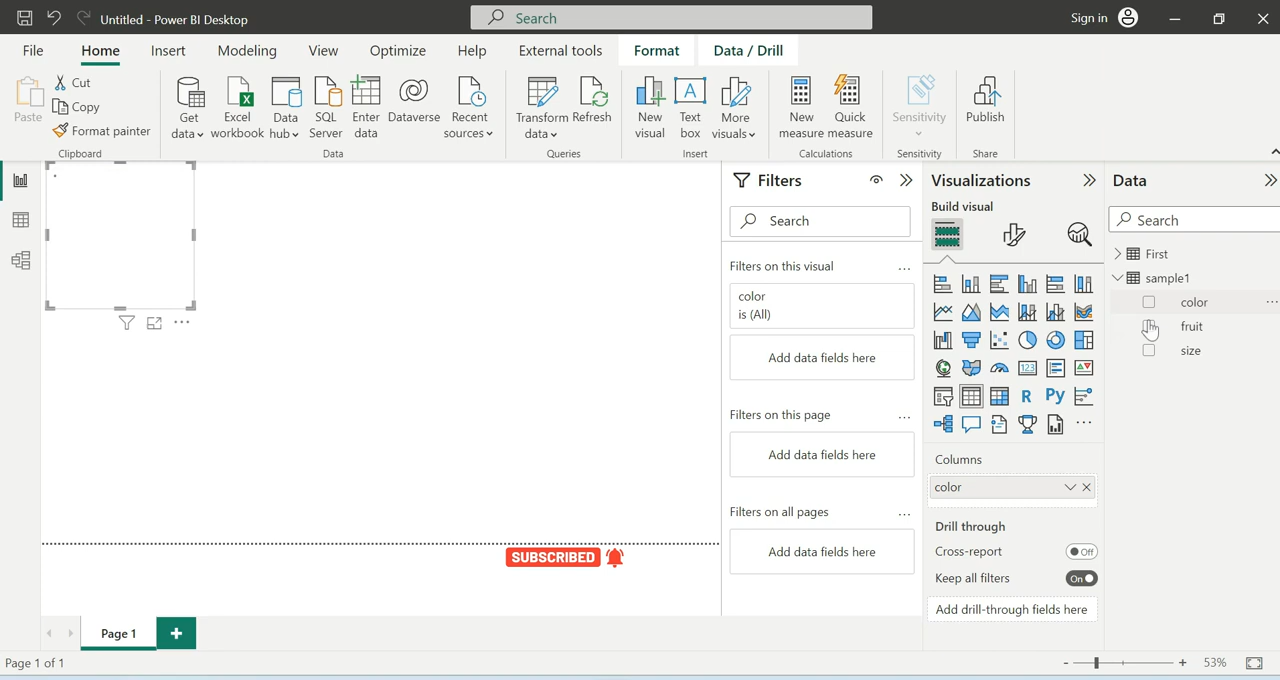 Untitled - Power BI Desktop
Search
Sign in
File
Home
Insert
Modeling
View
Optimize
Help
External tools
Format
Data / Drill
Paste
Cut
Copy
Format painter
Clipboard
Get
data
Excel
workbook
Data
hub
SQL
Server
Enter
data
Dataverse
Recent
sources
Data
Transform
data
Refresh
Queries
New
visual
Text
box
More
visuals
Insert
New
measure
Quick
measure
Calculations
Sensitivity
Sensitivity
Publish
Share
Filters
Search
Filters on this visual
...
color
is (All)
Add data fields here
Filters on this page
...
Add data fields here
Filters on all pages
...
Add data fields here
Visualizations
Build visual
123
R
Py
...
Columns
color
Drill through
Cross-report
Off
Keep all filters
On
Add drill-through fields here
Data
Search
First
sample1
color
...
fruit
size
SUBSCRIBED
Page 1
+
Page 1 of 1
- + 53%